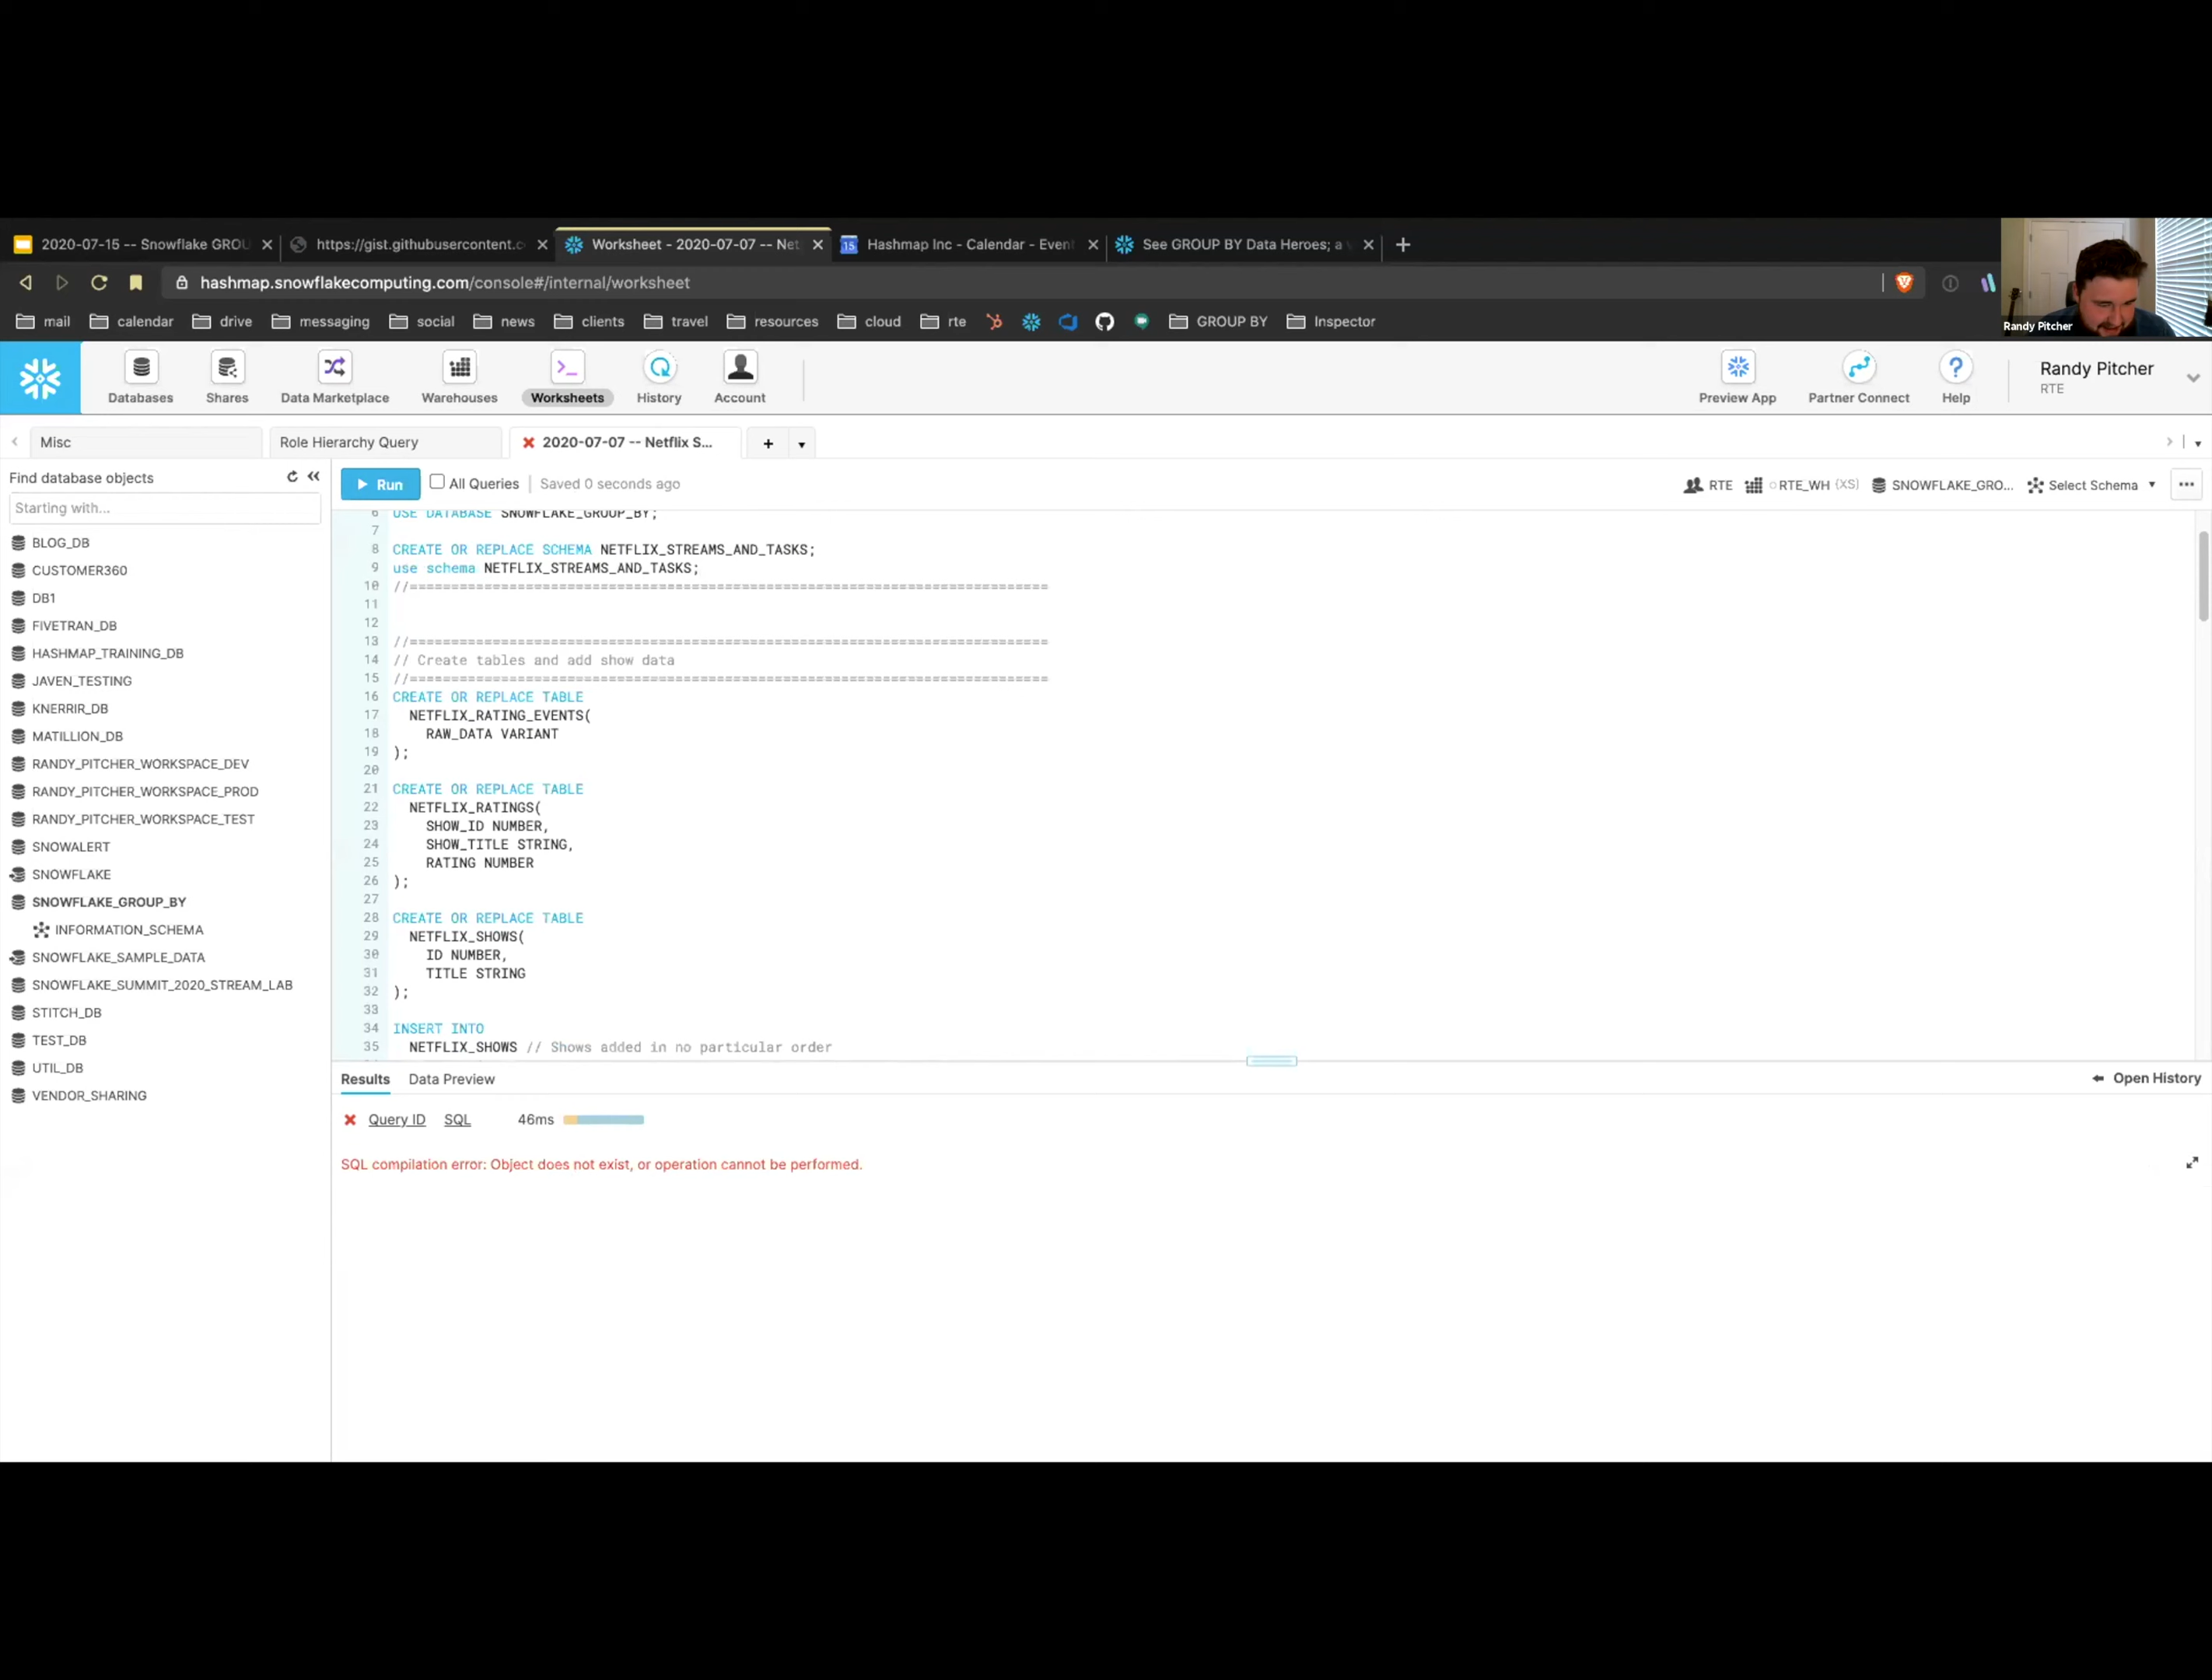 2020-07-15 -- Snowflake GROU
https://gist.githubusercontent.c
Worksheet - 2020-07-07 -- Net
Hashmap Inc - Calendar - Event
See GROUP BY Data Heroes; a
hashmap.snowflakecomputing.com/console#/internal/worksheet
mail calendar drive messaging social news clients travel resources cloud rte GROUP BY Inspector
Randy Pitcher
Databases Shares Data Marketplace Warehouses Worksheets History Account
Preview App Partner Connect Help
Randy Pitcher
RTE
Misc
Role Hierarchy Query
2020-07-07 -- Netflix S...
Find database objects
Starting with...
BLOG_DB
CUSTOMER360
DB1
FIVETRAN_DB
HASHMAP_TRAINING_DB
JAVEN_TESTING
KNERRIR_DB
MATILLION_DB
RANDY_PITCHER_WORKSPACE_DEV
RANDY_PITCHER_WORKSPACE_PROD
RANDY_PITCHER_WORKSPACE_TEST
SNOWALERT
SNOWFLAKE
SNOWFLAKE_GROUP_BY
INFORMATION_SCHEMA
SNOWFLAKE_SAMPLE_DATA
SNOWFLAKE_SUMMIT_2020_STREAM_LAB
STITCH_DB
TEST_DB
UTIL_DB
VENDOR_SHARING
Run All Queries Saved 0 seconds ago
RTE RTE_WH (XS) SNOWFLAKE_GRO... Select Schema
6 USE DATABASE SNOWFLAKE_GROUP_BY;
7
8 CREATE OR REPLACE SCHEMA NETFLIX_STREAMS_AND_TASKS;
9 use schema NETFLIX_STREAMS_AND_TASKS;
10 //=============================================================================
11
12
13 //=============================================================================
14 // Create tables and add show data
15 //=============================================================================
16 CREATE OR REPLACE TABLE
17 NETFLIX_RATING_EVENTS(
18 RAW_DATA VARIANT
19 );
20
21 CREATE OR REPLACE TABLE
22 NETFLIX_RATINGS(
23 SHOW_ID NUMBER,
24 SHOW_TITLE STRING,
25 RATING NUMBER
26 );
27
28 CREATE OR REPLACE TABLE
29 NETFLIX_SHOWS(
30 ID NUMBER,
31 TITLE STRING
32 );
33
34 INSERT INTO
35 NETFLIX_SHOWS // Shows added in no particular order
Results Data Preview
Open History
Query ID SQL 46ms
SQL compilation error: Object does not exist, or operation cannot be performed.